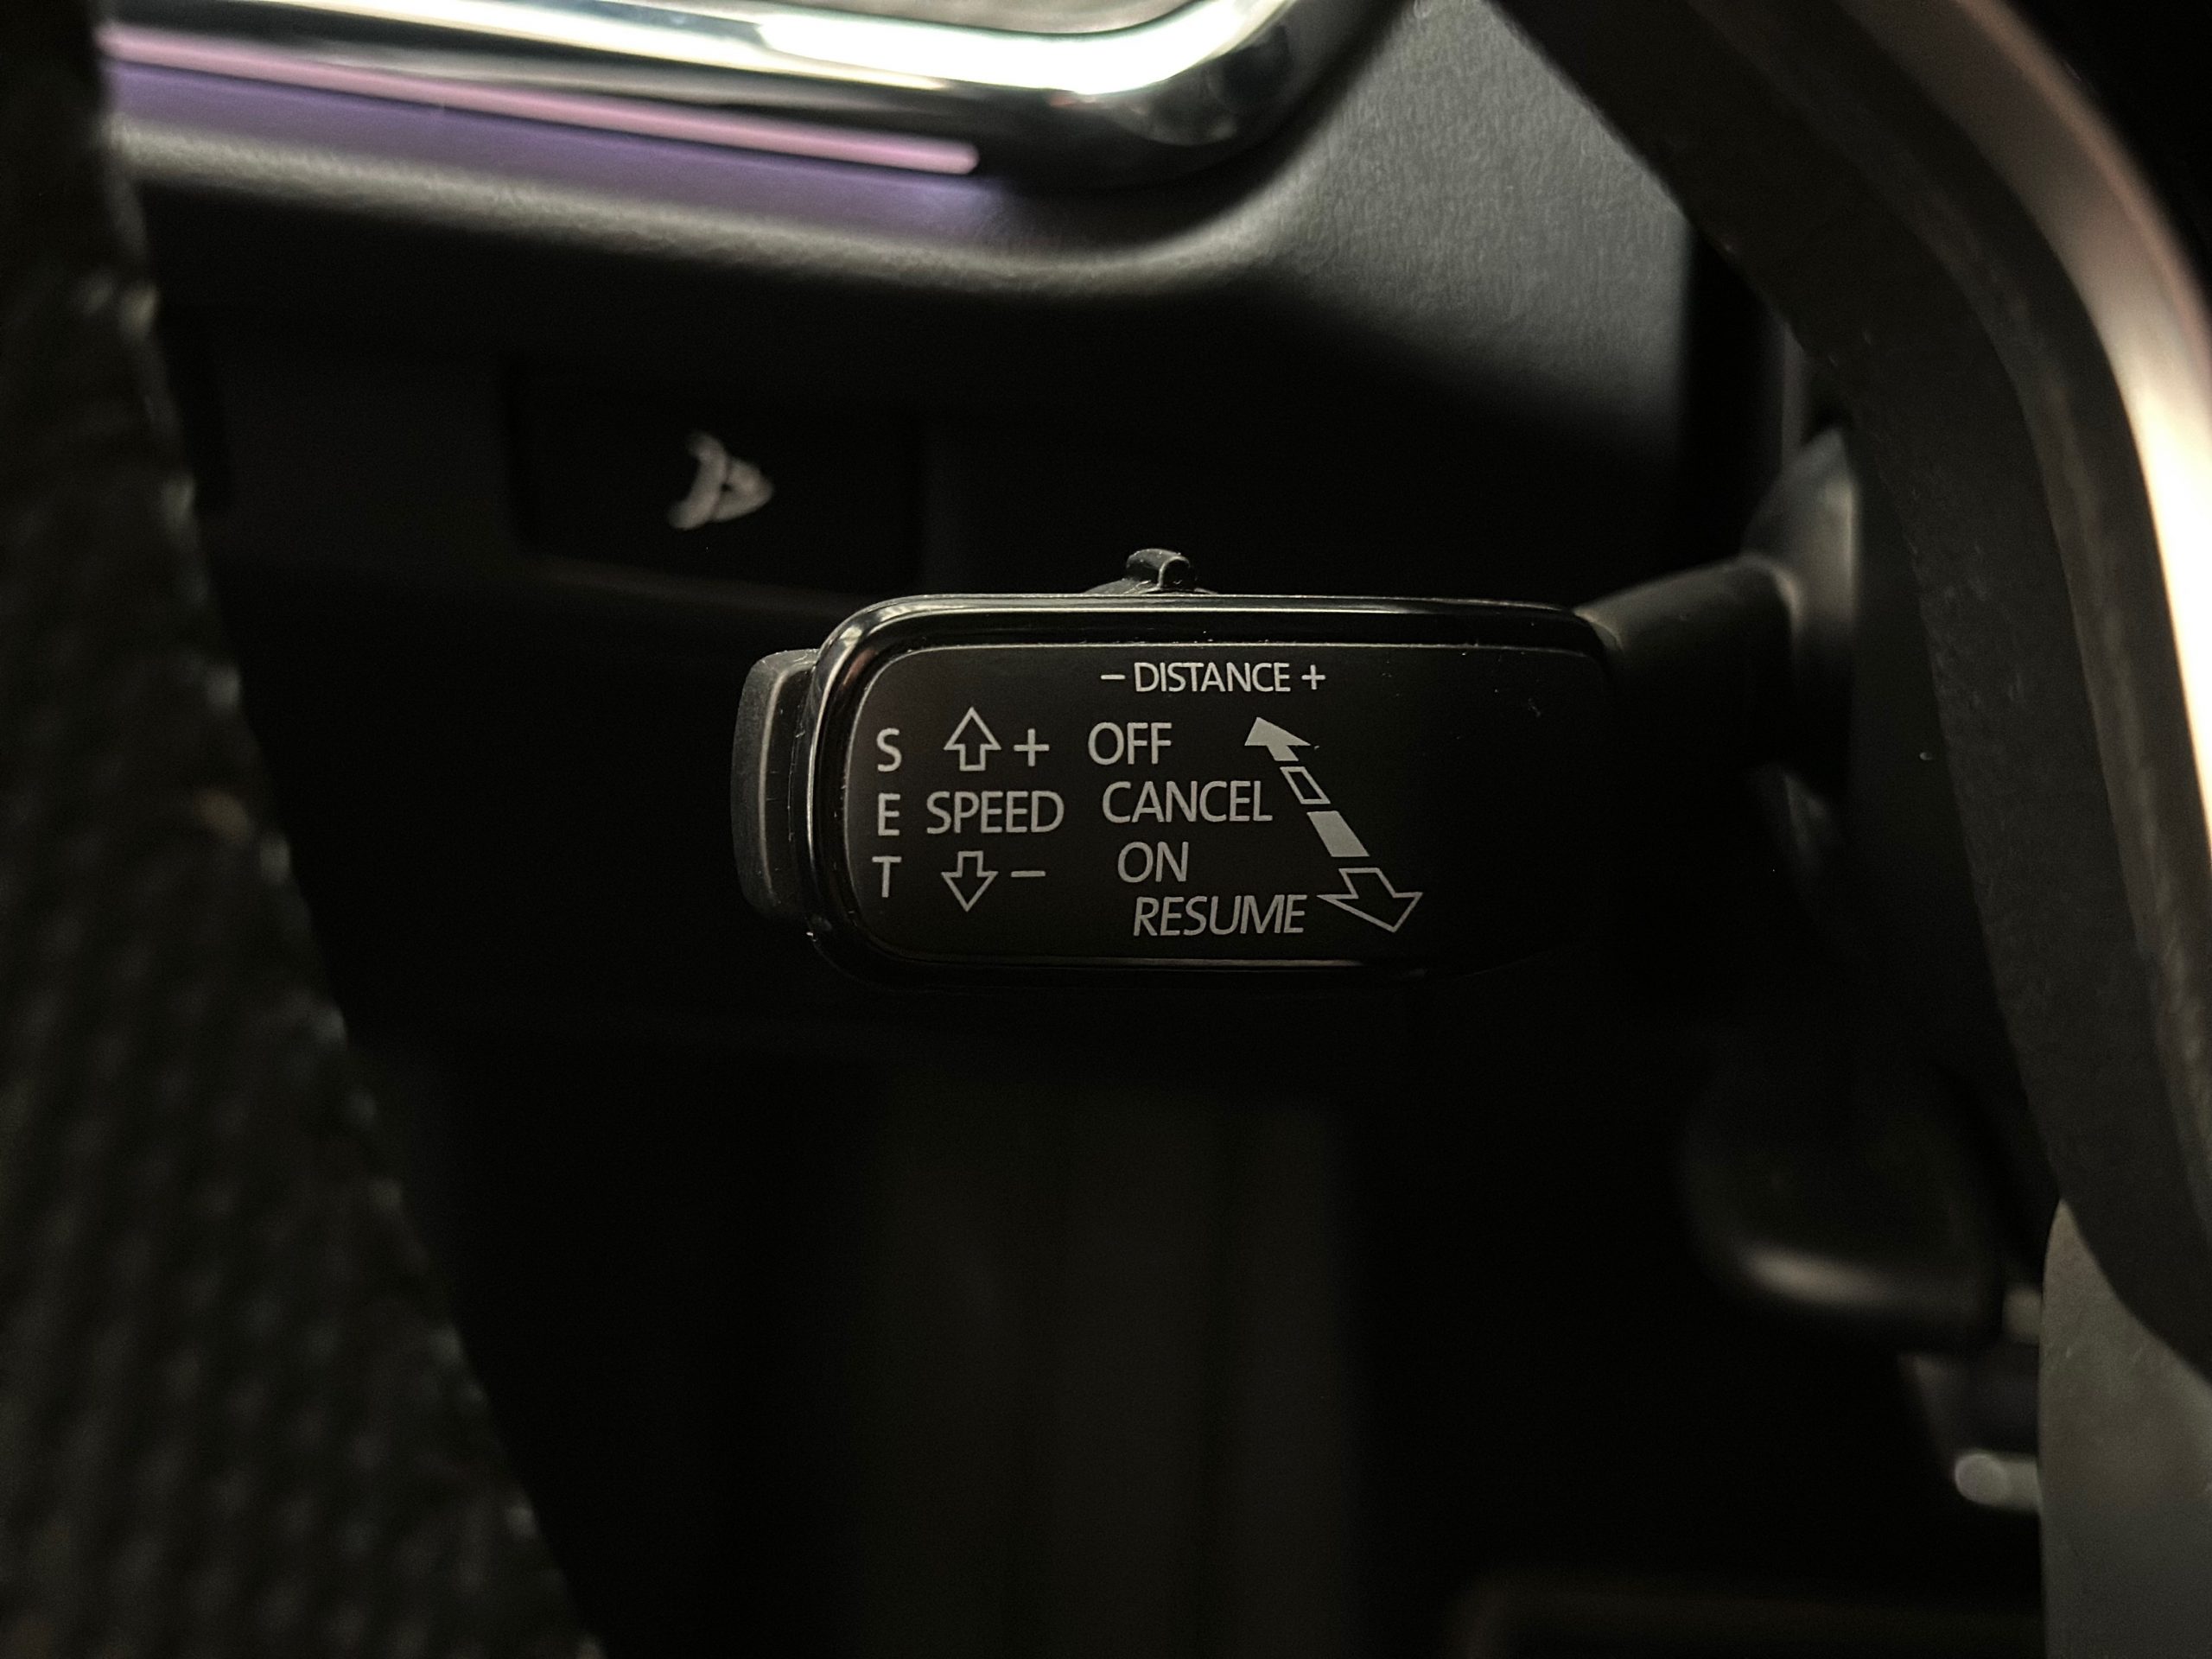 − DISTANCE +
S + OFF
E SPEED CANCEL
T − ON
RESUME